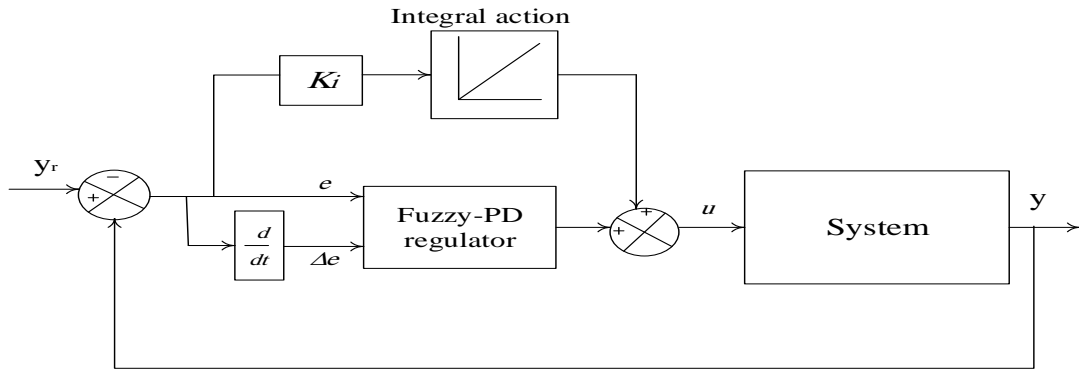 Integral action
Ki
yr
−
+
e
Fuzzy-PD
regulator
d
dt
Δe
+
+
u
System
y